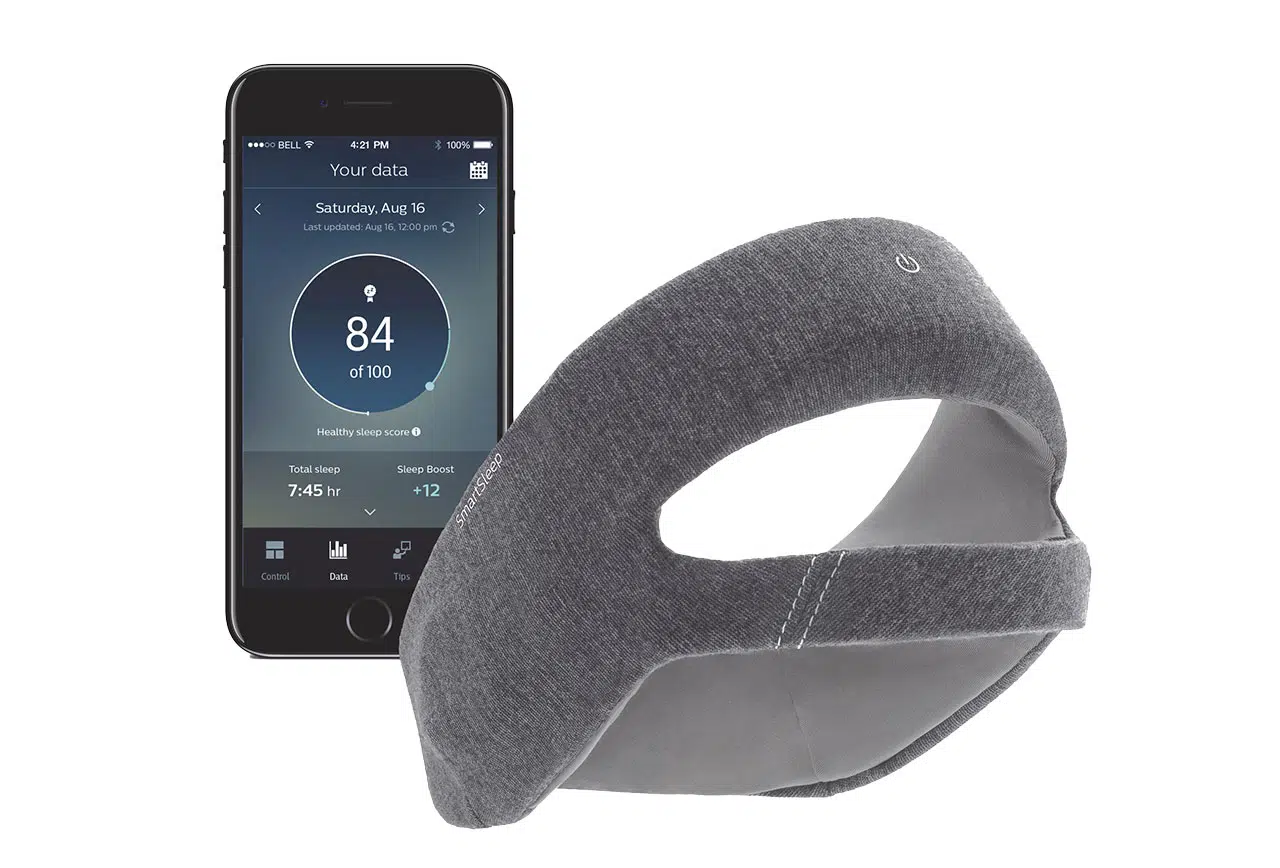 BELL 4:21 PM 100%
Your data
Saturday, Aug 16
Last updated: Aug 16, 12:00 pm
84
of 100
Healthy sleep score
Total sleep Sleep Boost
7:45 hr +12
Control Data Tips
SmartSleep